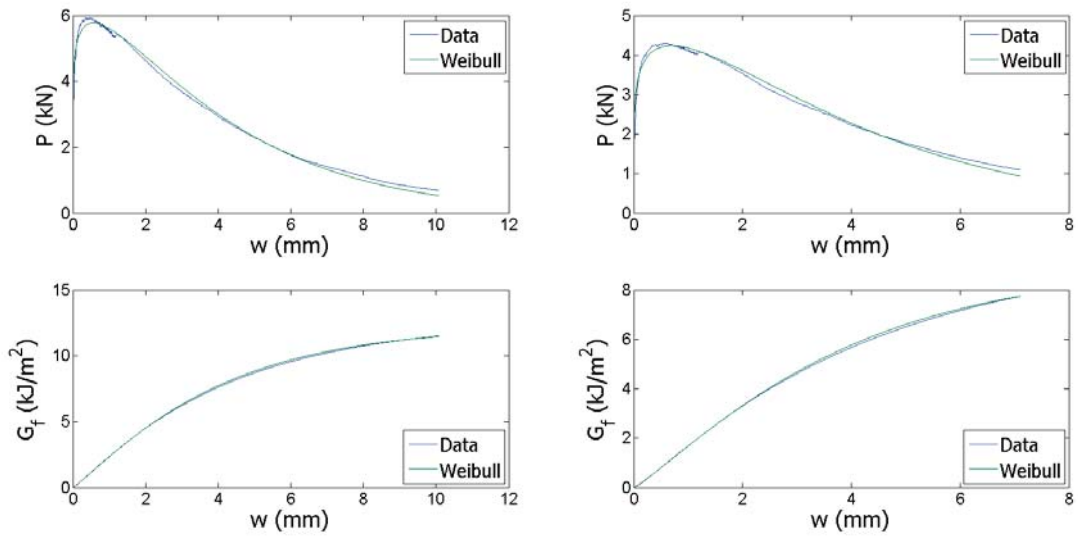 6
4
2
0
P (kN)
0 2 4 6 8 10 12
w (mm)
Data
Weibull
5
4
3
2
1
0
P (kN)
0 2 4 6 8
w (mm)
Data
Weibull
15
10
5
0
G_f (kJ/m²)
0 2 4 6 8 10 12
w (mm)
Data
Weibull
8
6
4
2
0
G_f (kJ/m²)
0 2 4 6 8
w (mm)
Data
Weibull